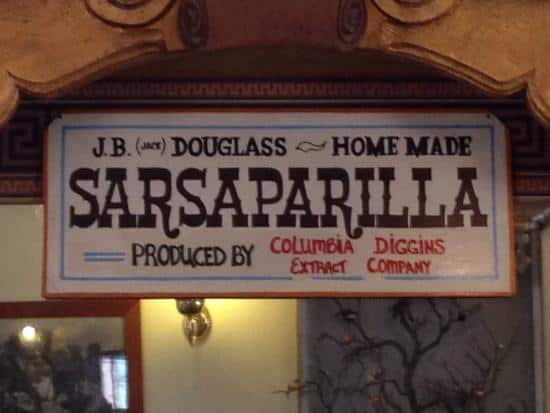 J.B. (JACK) DOUGLASS HOME MADE
SARSAPARILLA
PRODUCED BY COLUMBIA DIGGINS
EXTRACT COMPANY